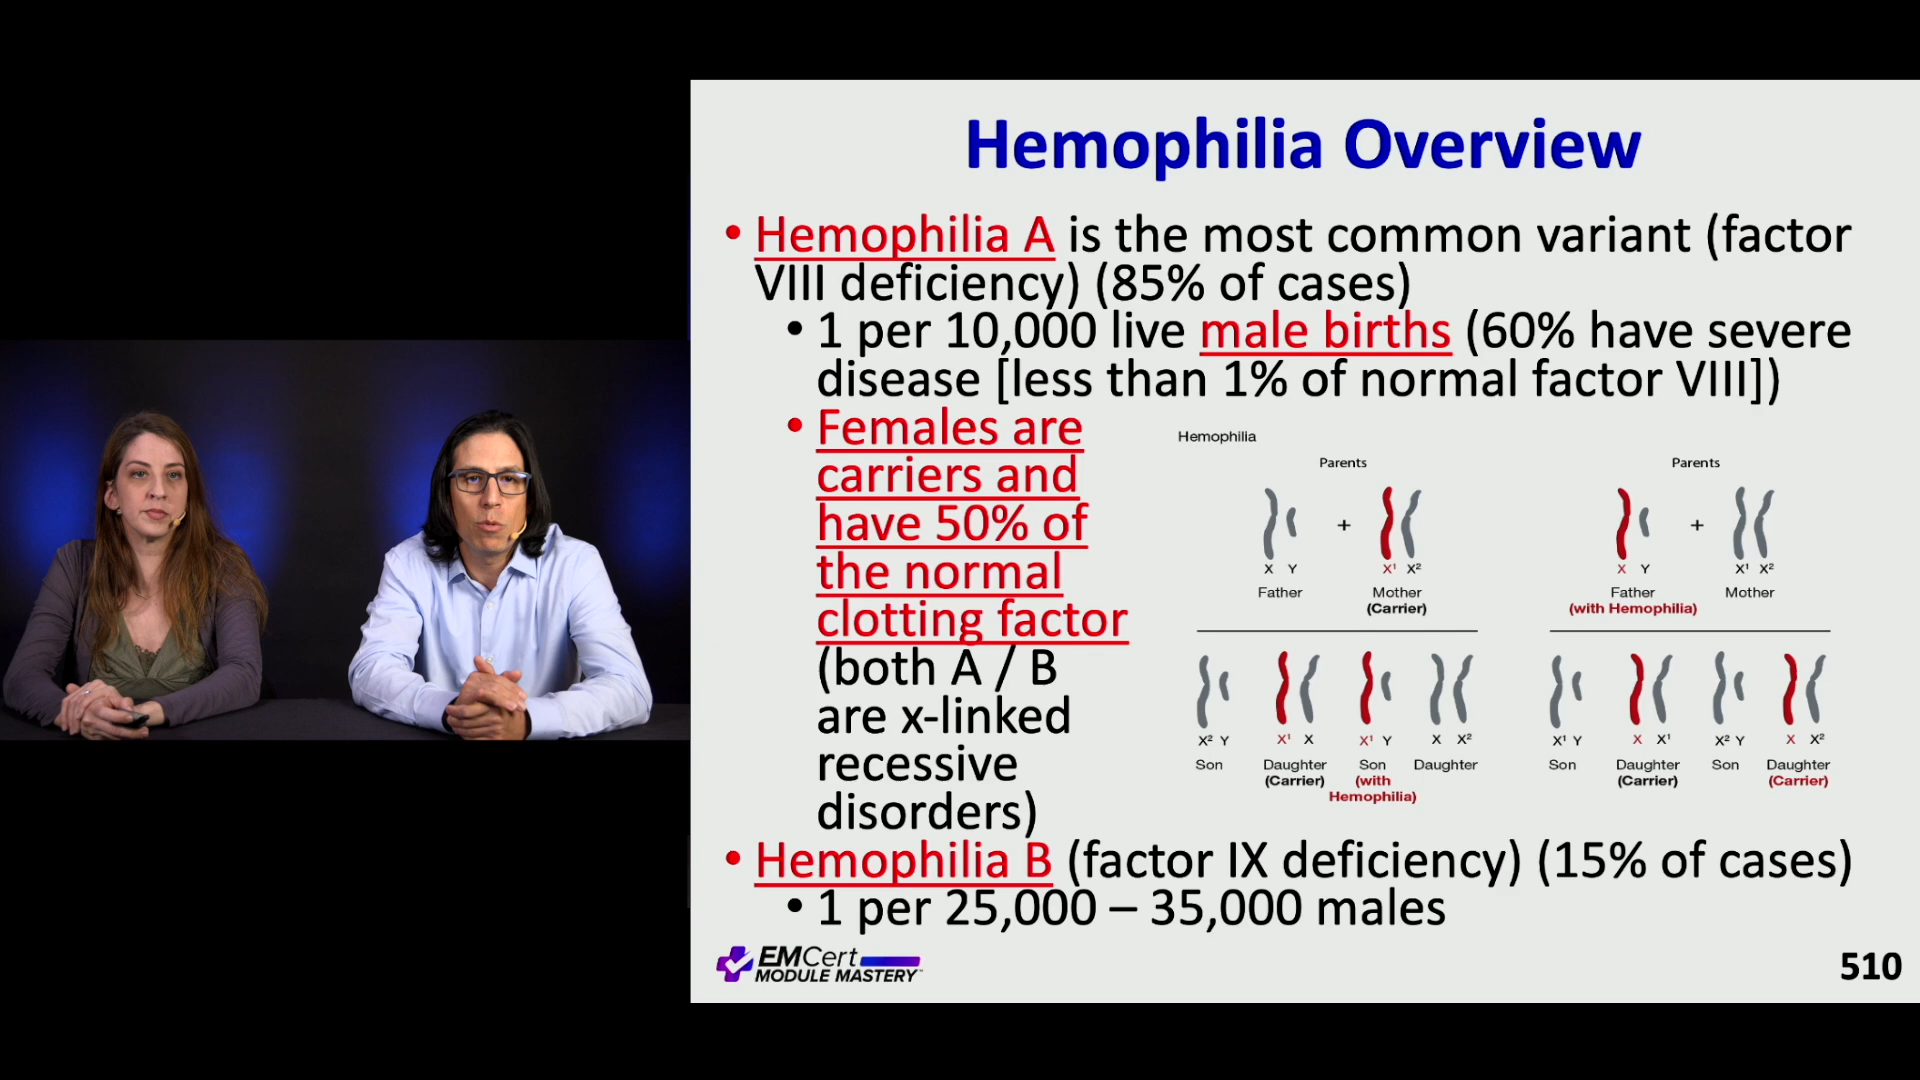 Hemophilia Overview
• Hemophilia A is the most common variant (factor
VIII deficiency) (85% of cases)
• 1 per 10,000 live male births (60% have severe
disease [less than 1% of normal factor VIII])
• Females are
carriers and
have 50% of
the normal
clotting factor
(both A / B
are x-linked
recessive
disorders)
Hemophilia
Parents
+
X Y X¹ X²
Father Mother
(Carrier)
X² Y X¹ X X¹ Y X X²
Son Daughter Son Daughter
(Carrier) (with
Hemophilia)
Parents
+
X Y X¹ X²
Father Mother
(with Hemophilia)
X¹ Y X X¹ X² Y X X²
Son Daughter Son Daughter
(Carrier) (Carrier)
• Hemophilia B (factor IX deficiency) (15% of cases)
• 1 per 25,000 – 35,000 males
EMCert
MODULE MASTERY™
510